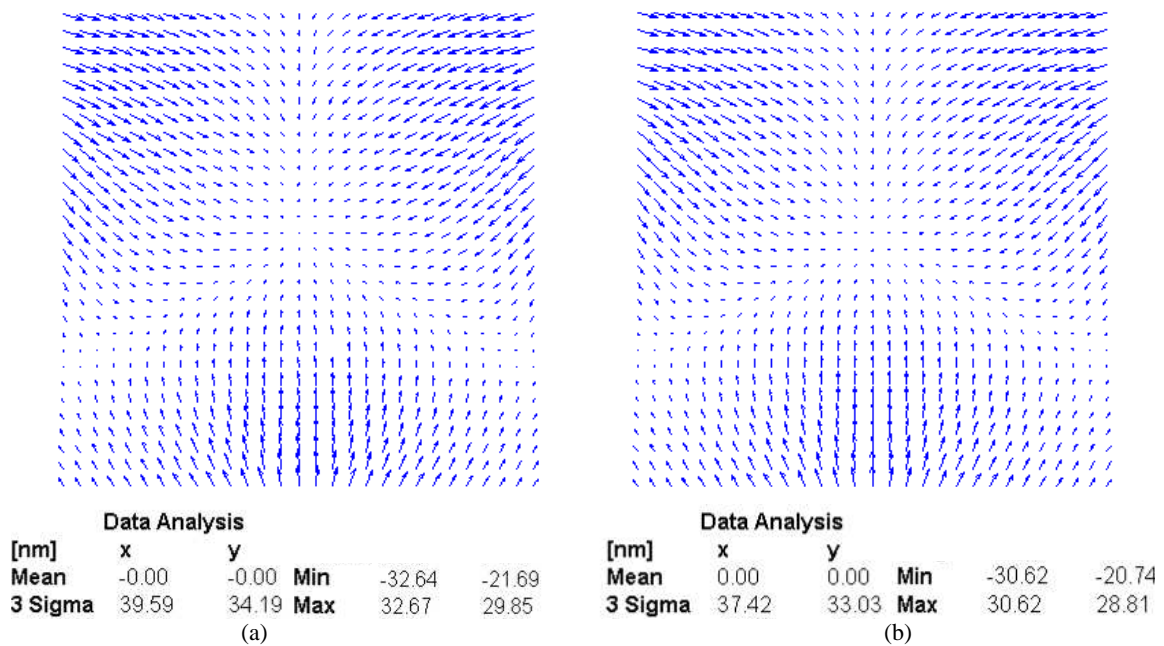 Data Analysis
[nm] x y
Mean -0.00 -0.00 Min -32.64 -21.69
3 Sigma 39.59 34.19 Max 32.67 29.85
(a)
Data Analysis
[nm] x y
Mean 0.00 0.00 Min -30.62 -20.74
3 Sigma 37.42 33.03 Max 30.62 28.81
(b)